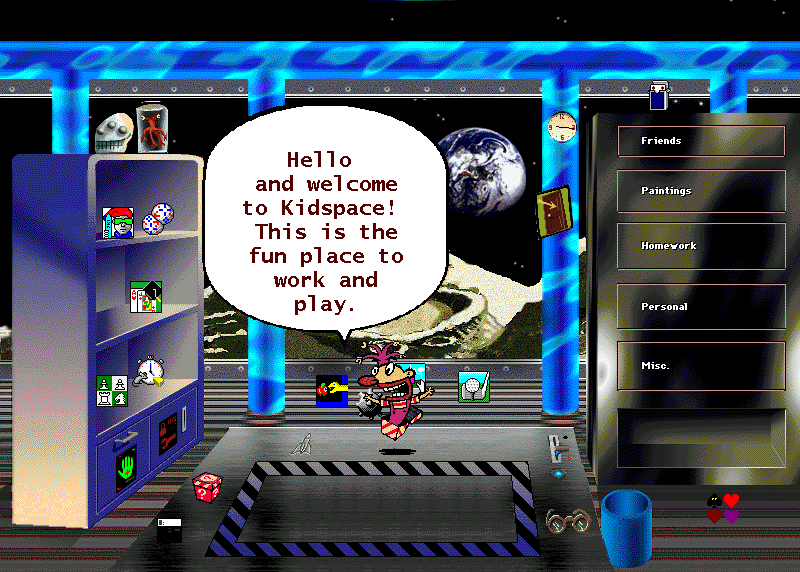 Hello
and welcome
to Kidspace!
This is the
fun place to
work and
play.
Friends
Paintings
Homework
Personal
Misc.